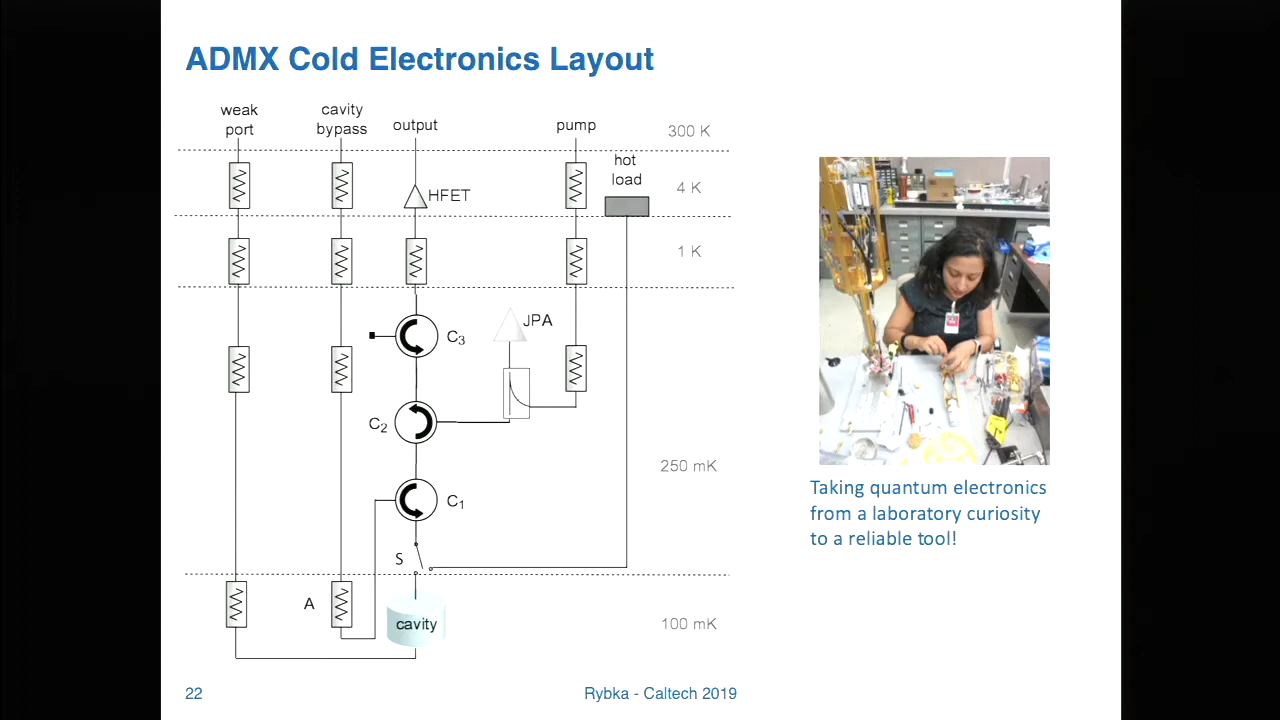 ADMX Cold Electronics Layout
weak
port
cavity
bypass
output
pump
300 K
hot
load
HFET
4 K
1 K
C3
JPA
C2
250 mK
C1
S
A
cavity
100 mK
Taking quantum electronics
from a laboratory curiosity
to a reliable tool!
22
Rybka - Caltech 2019